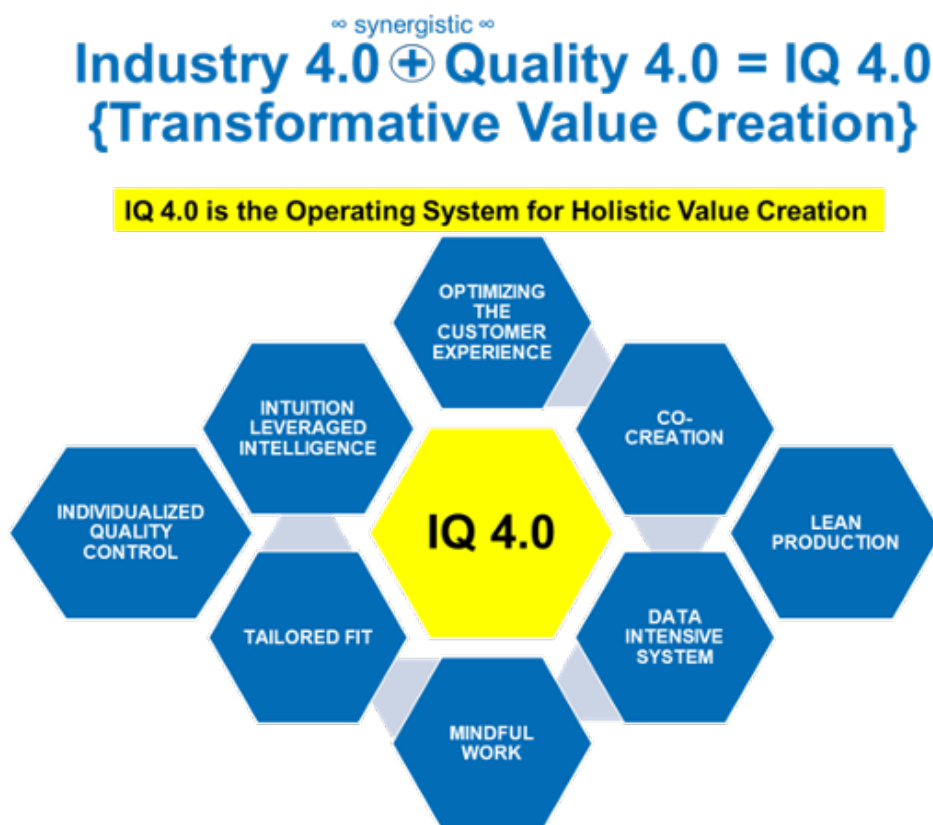 ∞ synergistic ∞
Industry 4.0 ⊕ Quality 4.0 = IQ 4.0
{Transformative Value Creation}
IQ 4.0 is the Operating System for Holistic Value Creation
OPTIMIZING
THE
CUSTOMER
EXPERIENCE
INTUITION
LEVERAGED
INTELLIGENCE
CO-
CREATION
INDIVIDUALIZED
QUALITY
CONTROL
IQ 4.0
LEAN
PRODUCTION
TAILORED FIT
DATA
INTENSIVE
SYSTEM
MINDFUL
WORK